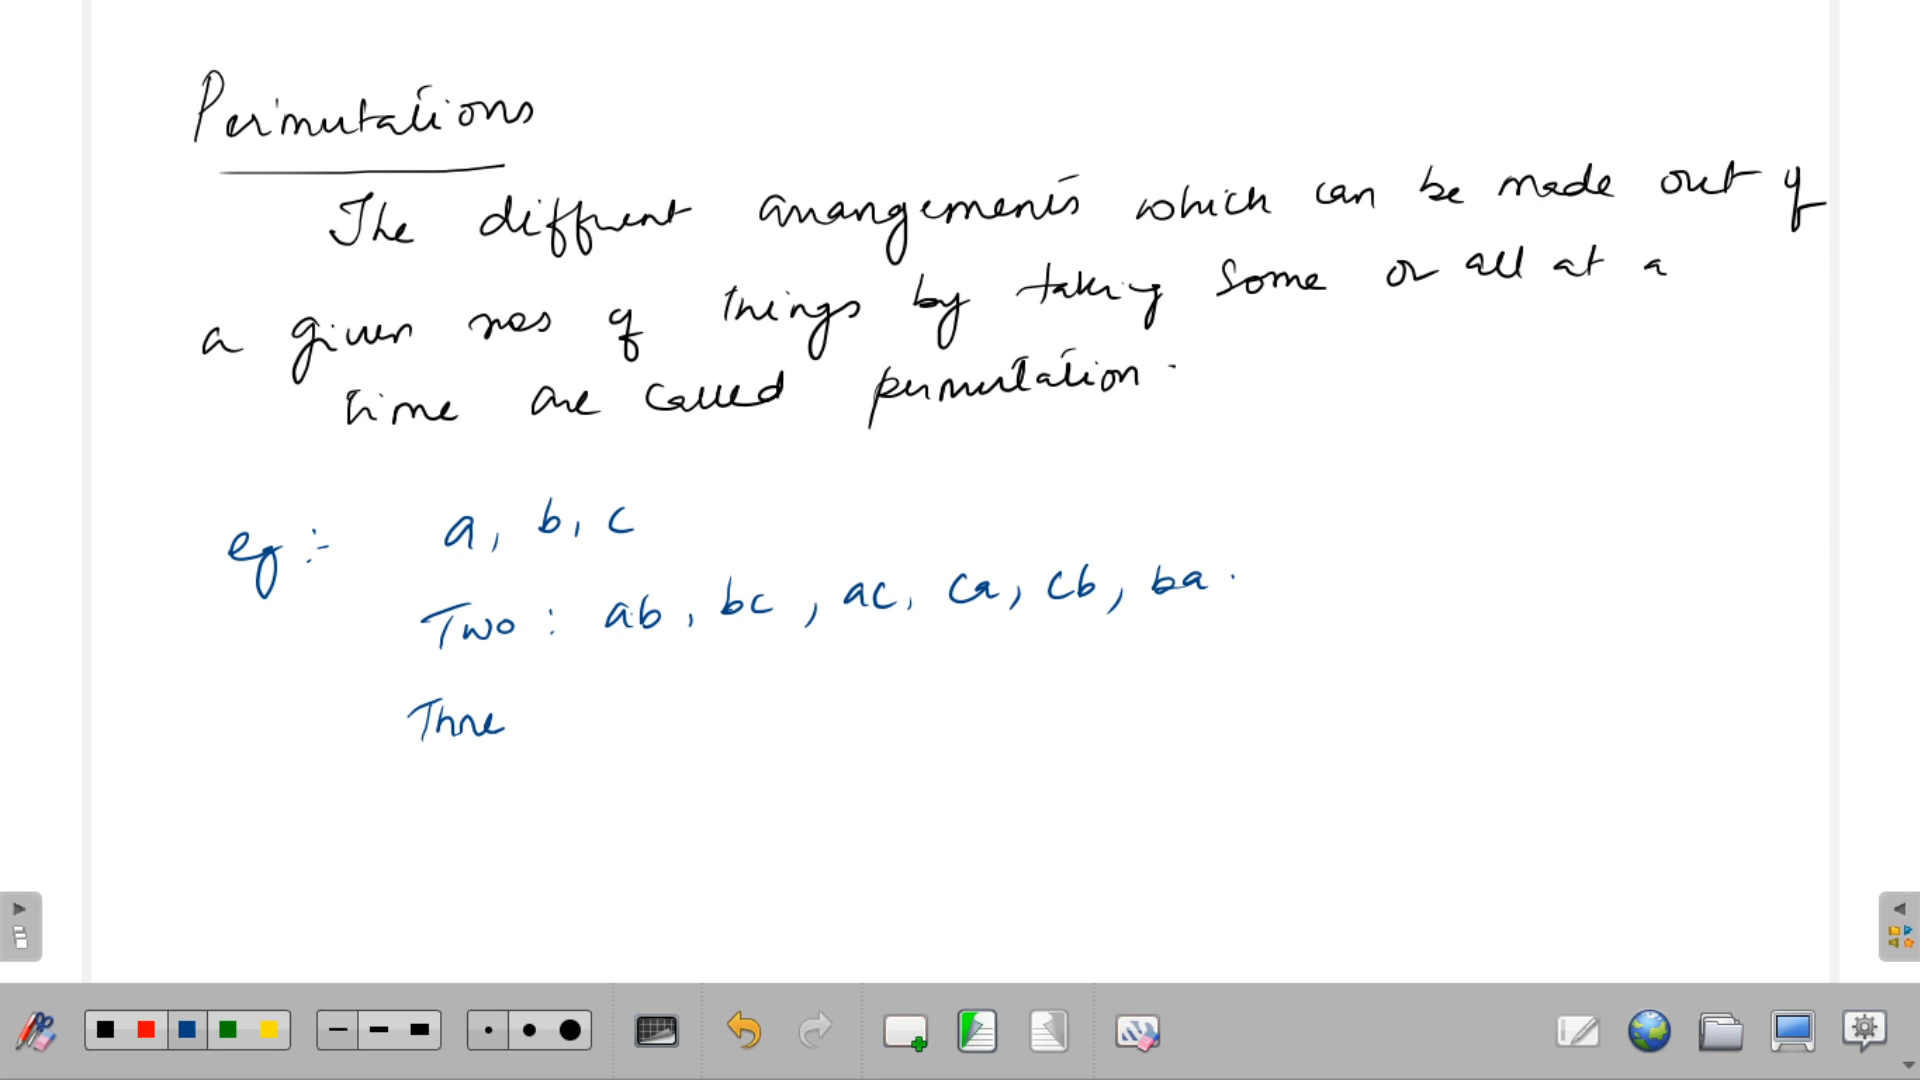 Permutations
The different arrangements which can be made out of
a given nos of things by taking some or all at a
time are called permutation.
eg :- a, b, c
Two : ab, bc, ac, ca, cb, ba.
Three